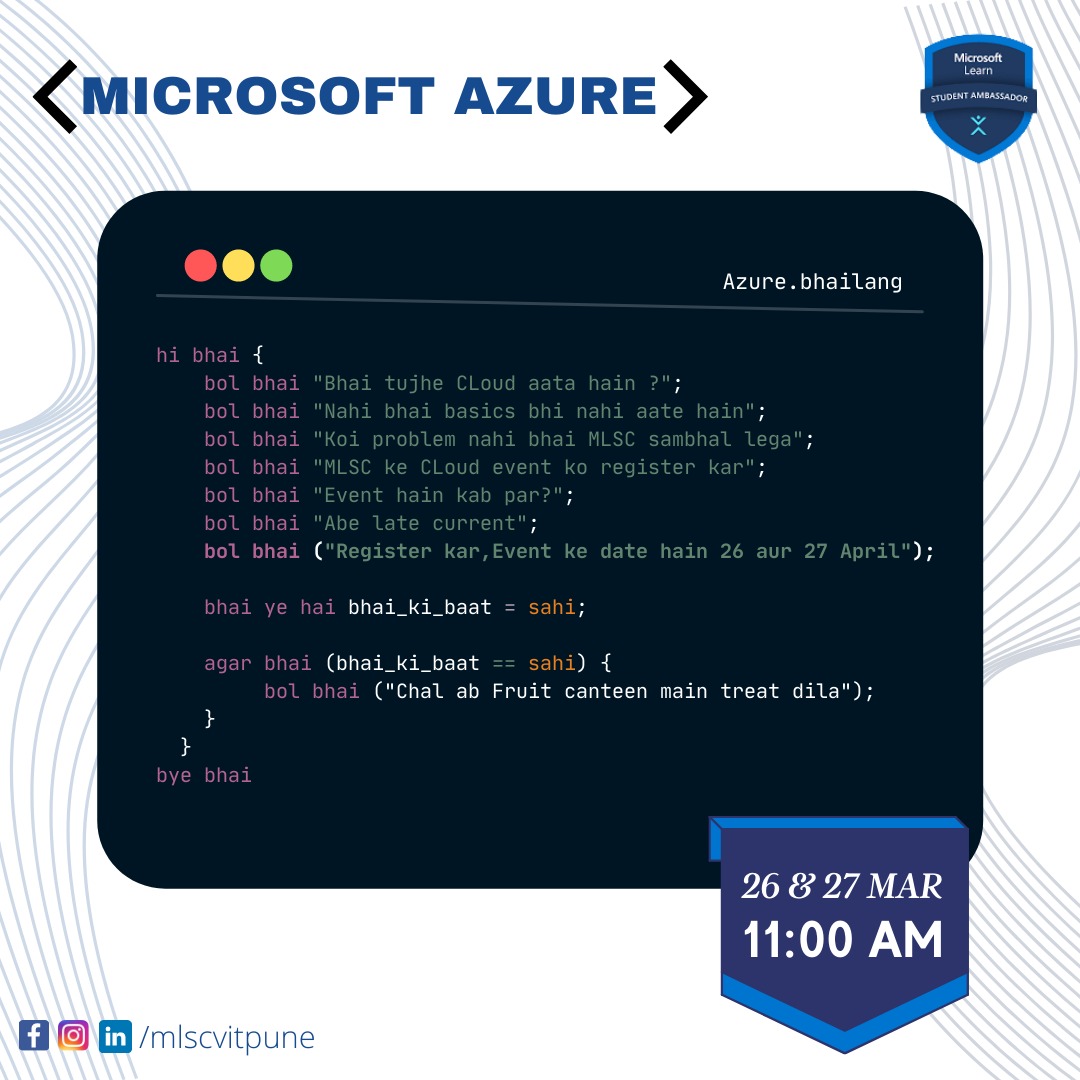 MICROSOFT AZURE
Microsoft
Learn
STUDENT AMBASSADOR
Azure.bhailang
hi bhai {
bol bhai "Bhai tujhe CLoud aata hain ?";
bol bhai "Nahi bhai basics bhi nahi aate hain";
bol bhai "Koi problem nahi bhai MLSC sambhal lega";
bol bhai "MLSC ke CLoud event ko register kar";
bol bhai "Event hain kab par?";
bol bhai "Abe late current";
bol bhai ("Register kar,Event ke date hain 26 aur 27 April");
bhai ye hai bhai_ki_baat = sahi;
agar bhai (bhai_ki_baat == sahi) {
bol bhai ("Chal ab Fruit canteen main treat dila");
}
}
bye bhai
26 & 27 MAR
11:00 AM
/mlscvitpune